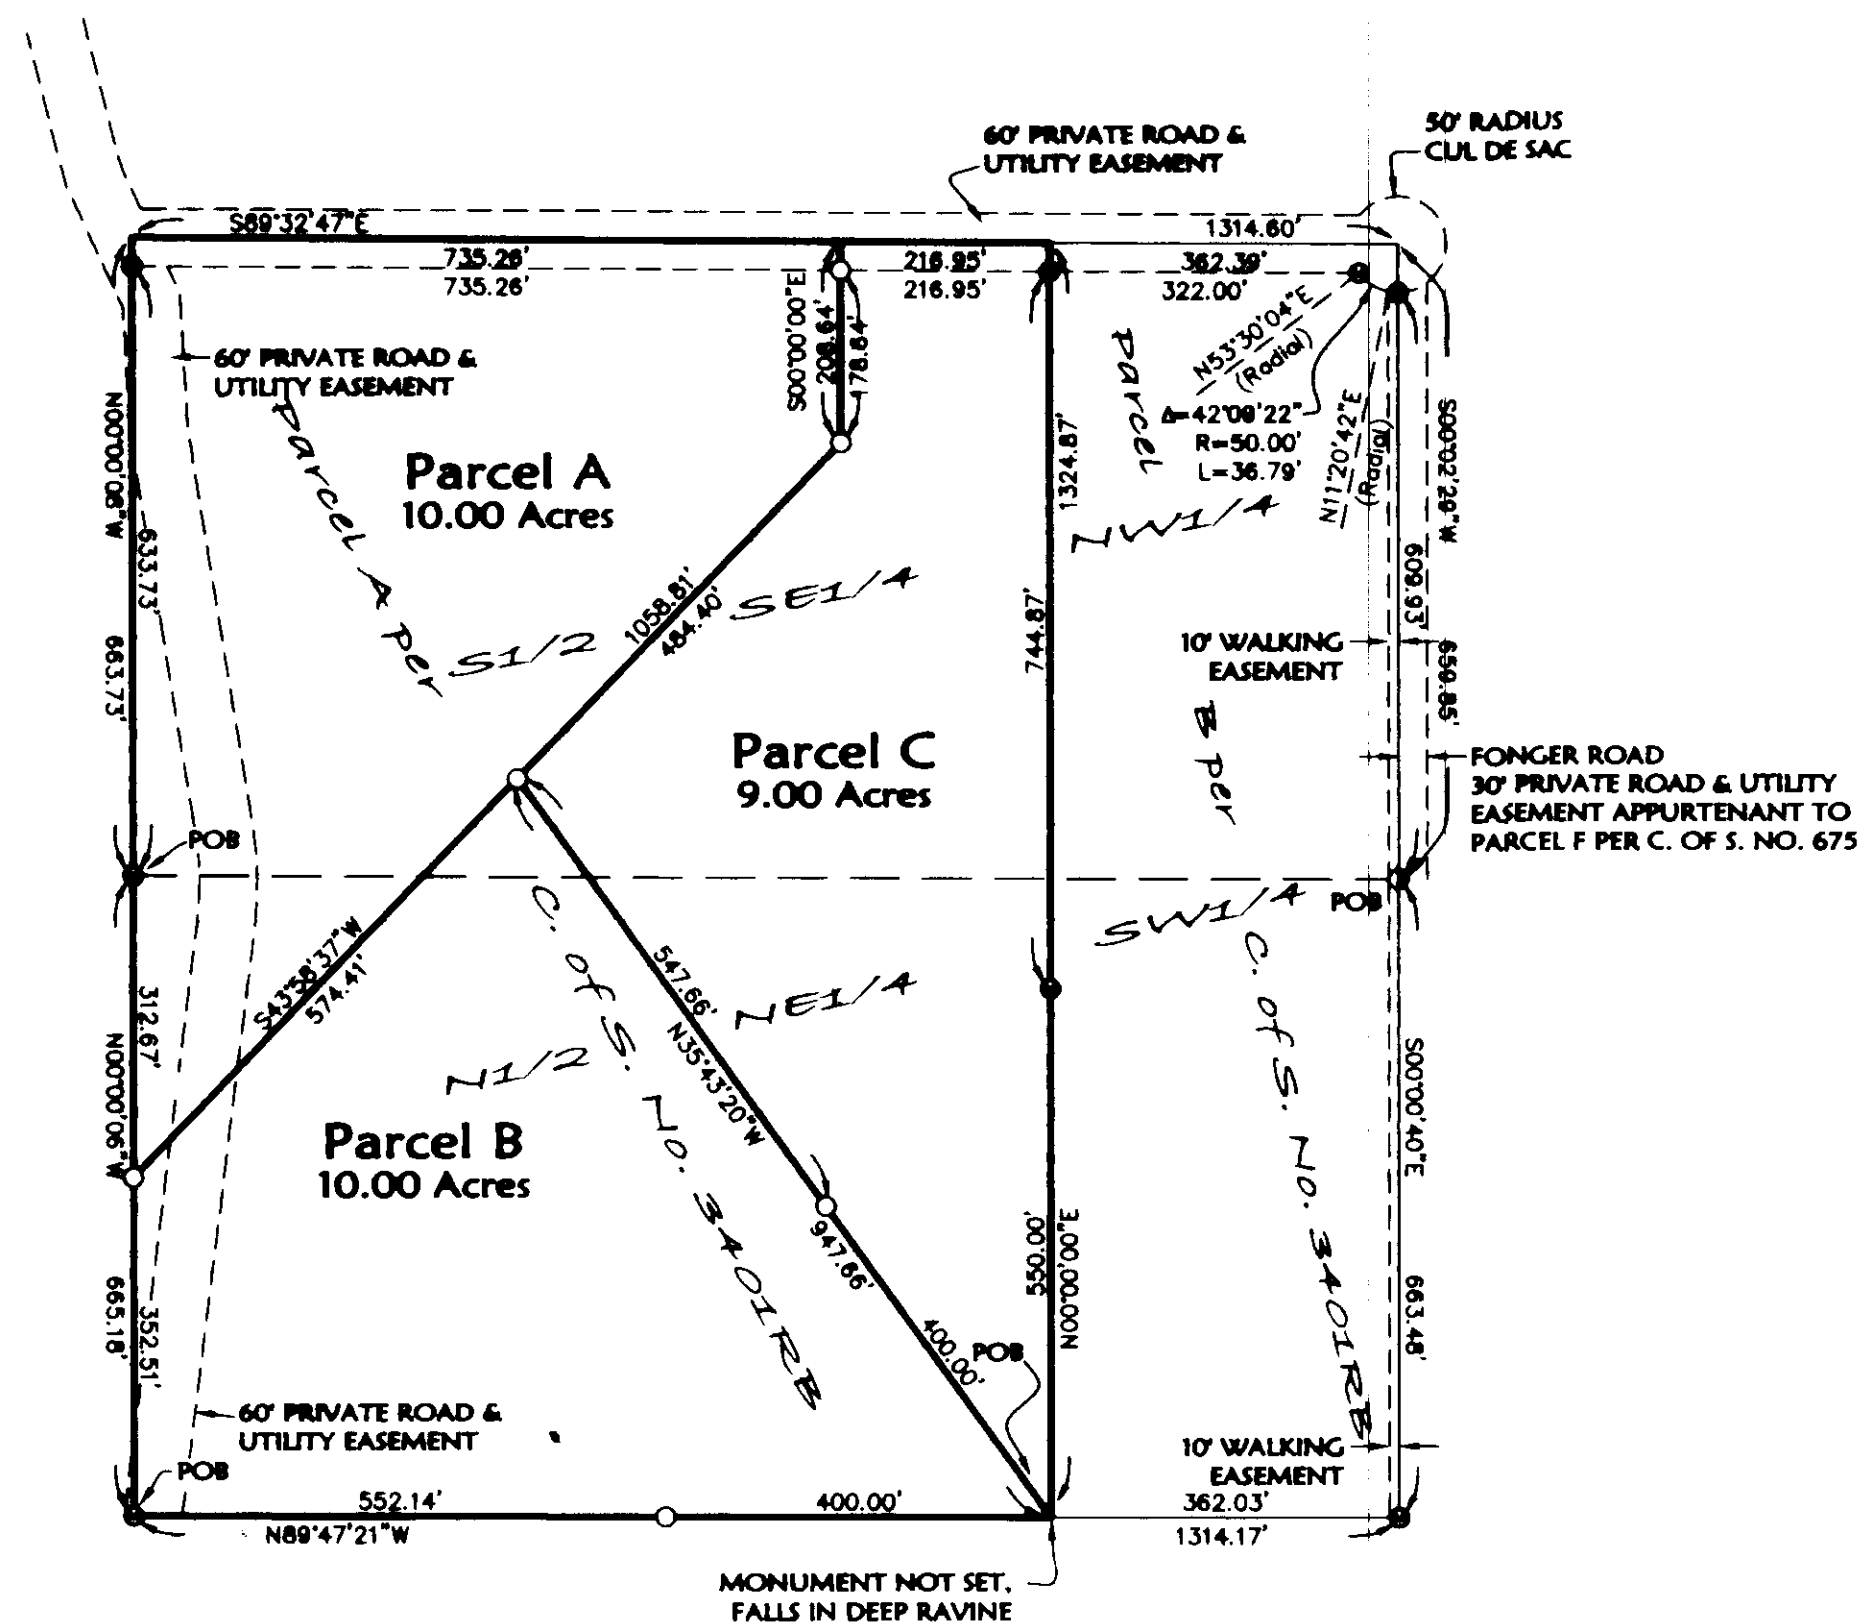 60' PRIVATE ROAD &
UTILITY EASEMENT
50' RADIUS
CUL DE SAC
S89°32'47"E
1314.60'
735.26'
216.95'
362.39'
735.26'
216.95'
322.00'
S00°00'00"E
208.64'
178.64'
N53°30'04"E
(Radial)
Δ=42°09'22"
R=50.00'
L=36.79'
N11°20'42"E
(Radial)
60' PRIVATE ROAD &
UTILITY EASEMENT
N00°00'08"W
633.73'
663.73'
Parcel A
10.00 Acres
Parcel A Per
C. of S. No. 3401RB
Parcel
B Per
C. of S. No. 3401RB
NW1/4
1324.87'
744.87'
S00°02'29"W
609.93'
659.85'
1058.81'
484.40'
S1/2
SE1/4
10' WALKING
EASEMENT
Parcel C
9.00 Acres
FONGER ROAD
30' PRIVATE ROAD & UTILITY
EASEMENT APPURTENANT TO
PARCEL F PER C. OF S. NO. 675
POB
POB
SW1/4
S43°58'37"W
574.41'
312.67'
N00°00'06"W
547.66'
N35°43'20"W
NE1/4
N1/2
S00°00'40"E
Parcel B
10.00 Acres
947.66'
550.00'
N00°00'00"E
663.48'
665.18'
352.51'
400.00'
POB
60' PRIVATE ROAD &
UTILITY EASEMENT
POB
10' WALKING
EASEMENT
552.14'
400.00'
362.03'
N89°47'21"W
1314.17'
MONUMENT NOT SET,
FALLS IN DEEP RAVINE